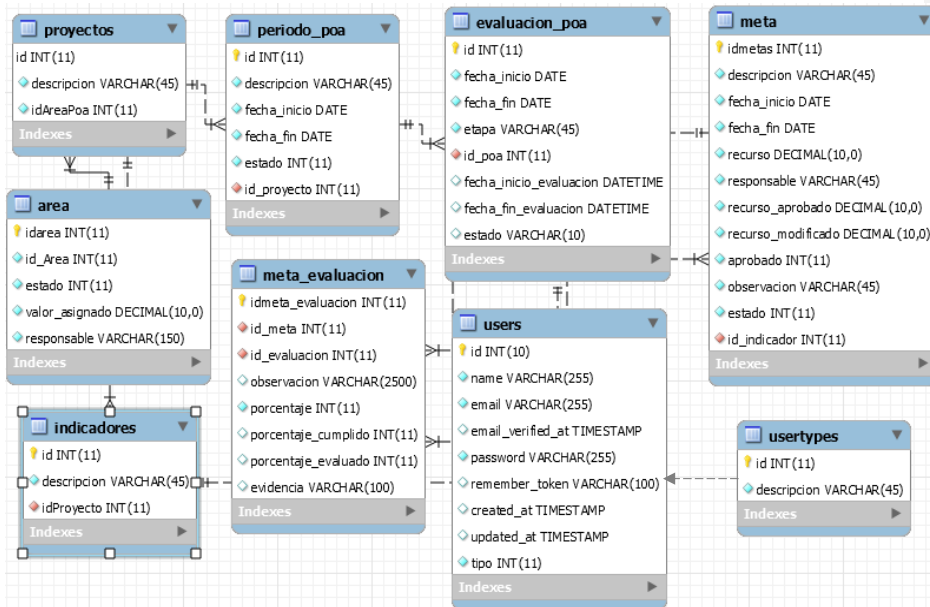 proyectos
id INT(11)
descripcion VARCHAR(45)
idAreaPoa INT(11)
Indexes
periodo_poa
id INT(11)
descripcion VARCHAR(45)
fecha_inicio DATE
fecha_fin DATE
estado INT(11)
id_proyecto INT(11)
Indexes
evaluacion_poa
id INT(11)
fecha_inicio DATE
fecha_fin DATE
etapa VARCHAR(45)
id_poa INT(11)
fecha_inicio_evaluacion DATETIME
fecha_fin_evaluacion DATETIME
estado VARCHAR(10)
Indexes
meta
idmetas INT(11)
descripcion VARCHAR(45)
fecha_inicio DATE
fecha_fin DATE
recurso DECIMAL(10,0)
responsable VARCHAR(45)
recurso_aprobado DECIMAL(10,0)
recurso_modificado DECIMAL(10,0)
aprobado INT(11)
observacion VARCHAR(45)
estado INT(11)
id_indicador INT(11)
Indexes
area
idarea INT(11)
id_Area INT(11)
estado INT(11)
valor_asignado DECIMAL(10,0)
responsable VARCHAR(150)
Indexes
meta_evaluacion
idmeta_evaluacion INT(11)
id_meta INT(11)
id_evaluacion INT(11)
observacion VARCHAR(2500)
porcentaje INT(11)
porcentaje_cumplido INT(11)
porcentaje_evaluado INT(11)
evidencia VARCHAR(100)
Indexes
users
id INT(10)
name VARCHAR(255)
email VARCHAR(255)
email_verified_at TIMESTAMP
password VARCHAR(255)
remember_token VARCHAR(100)
created_at TIMESTAMP
updated_at TIMESTAMP
tipo INT(11)
Indexes
indicadores
id INT(11)
descripcion VARCHAR(45)
idProyecto INT(11)
Indexes
usertypes
id INT(11)
descripcion VARCHAR(45)
Indexes